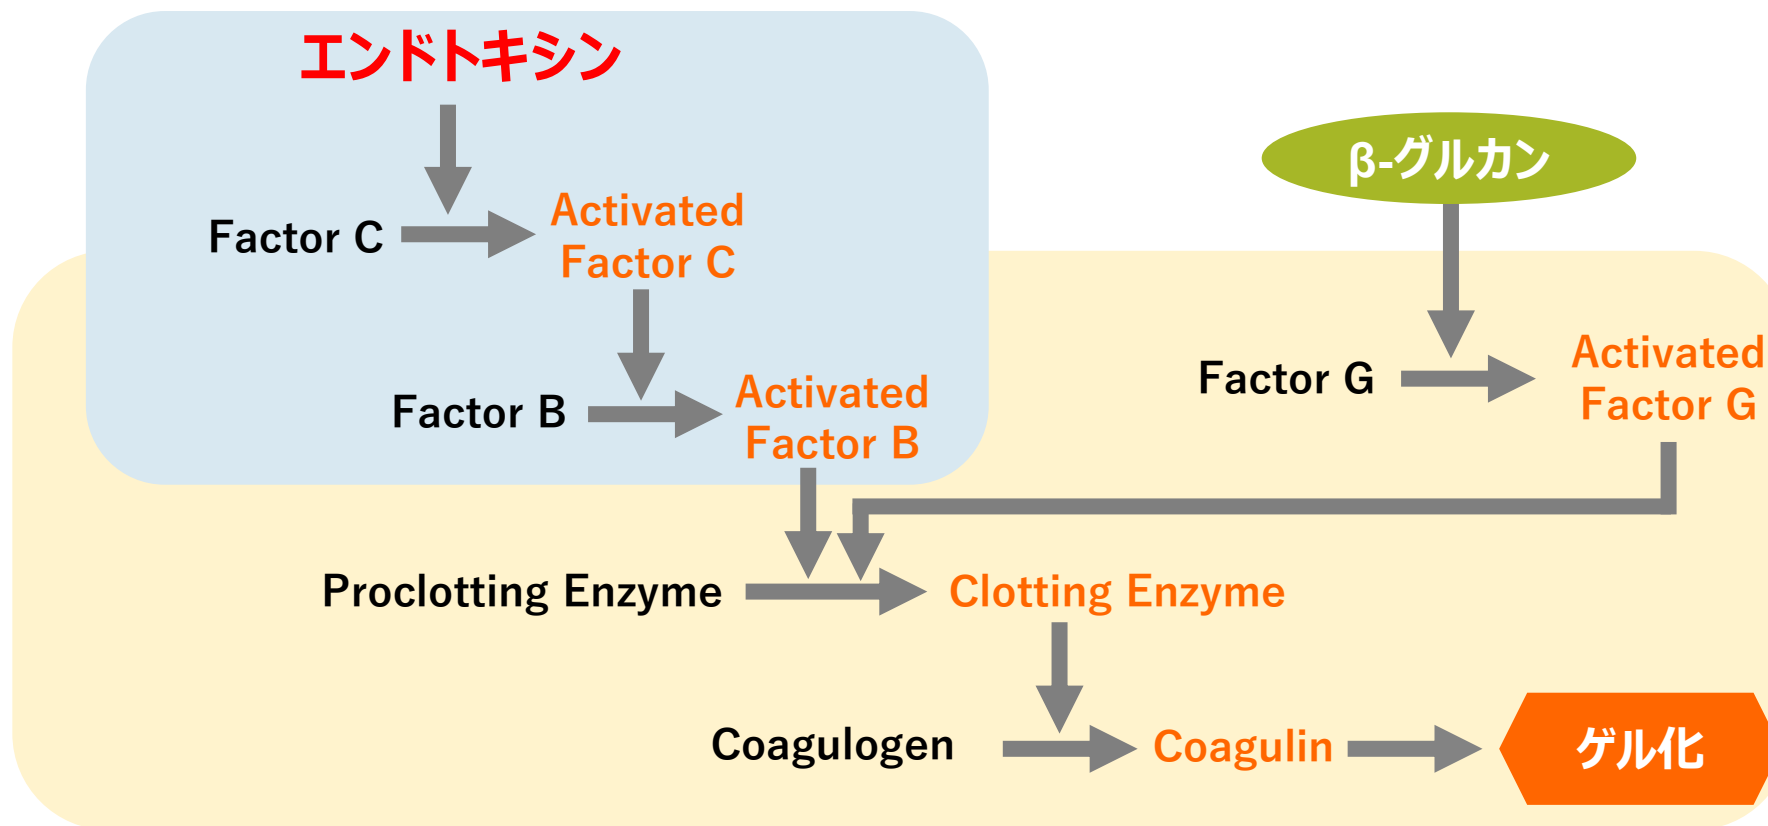 エンドトキシン
β-グルカン
Factor C
Activated
Factor C
Factor G
Activated
Factor G
Factor B
Activated
Factor B
Proclotting Enzyme
Clotting Enzyme
Coagulogen
Coagulin
ゲル化